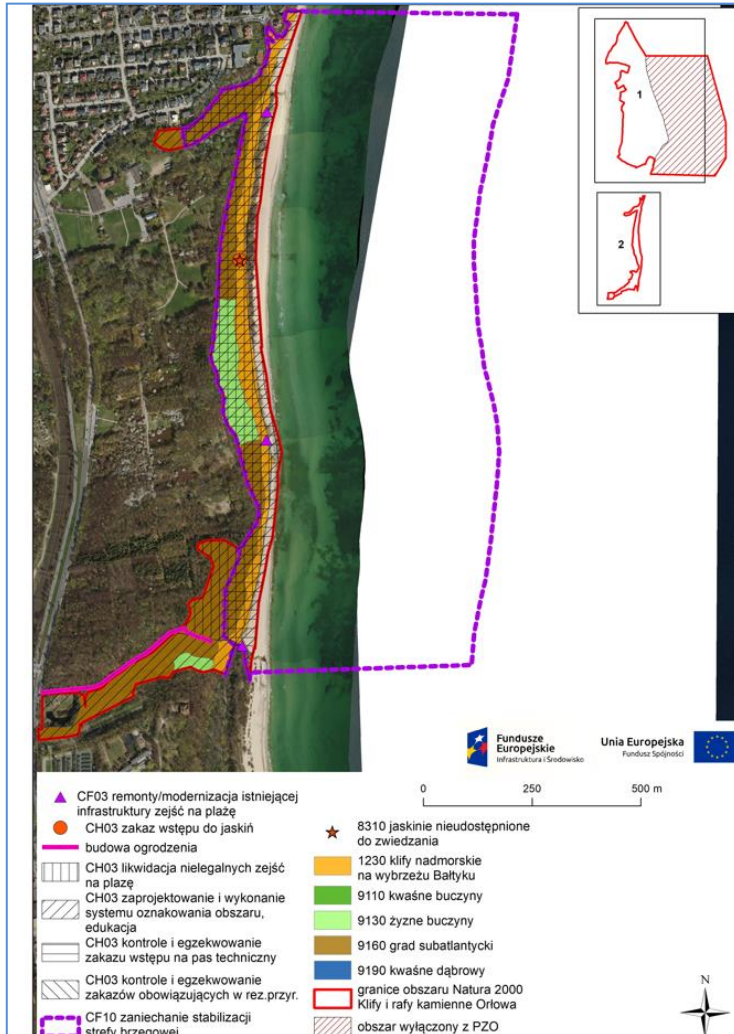 1
2
Fundusze
Europejskie
Infrastruktura i Środowisko
Unia Europejska
Fundusz Spójności
0
250
500 m
CF03 remonty/modernizacja istniejącej
infrastruktury zejść na plażę
CH03 zakaz wstępu do jaskiń
budowa ogrodzenia
CH03 likwidacja nielegalnych zejść
na plazę
CH03 zaprojektowanie i wykonanie
systemu oznakowania obszaru,
edukacja
CH03 kontrole i egzekwowanie
zakazu wstępu na pas techniczny
CH03 kontrole i egzekwowanie
zakazów obowiązujących w rez.przyr.
CF10 zaniechanie stabilizacji
strefy brzegowej
8310 jaskinie nieudostępnione
do zwiedzania
1230 klify nadmorskie
na wybrzeżu Bałtyku
9110 kwaśne buczyny
9130 żyzne buczyny
9160 grad subatlantycki
9190 kwaśne dąbrowy
granice obszaru Natura 2000
Klify i rafy kamienne Orłowa
obszar wyłączony z PZO
N